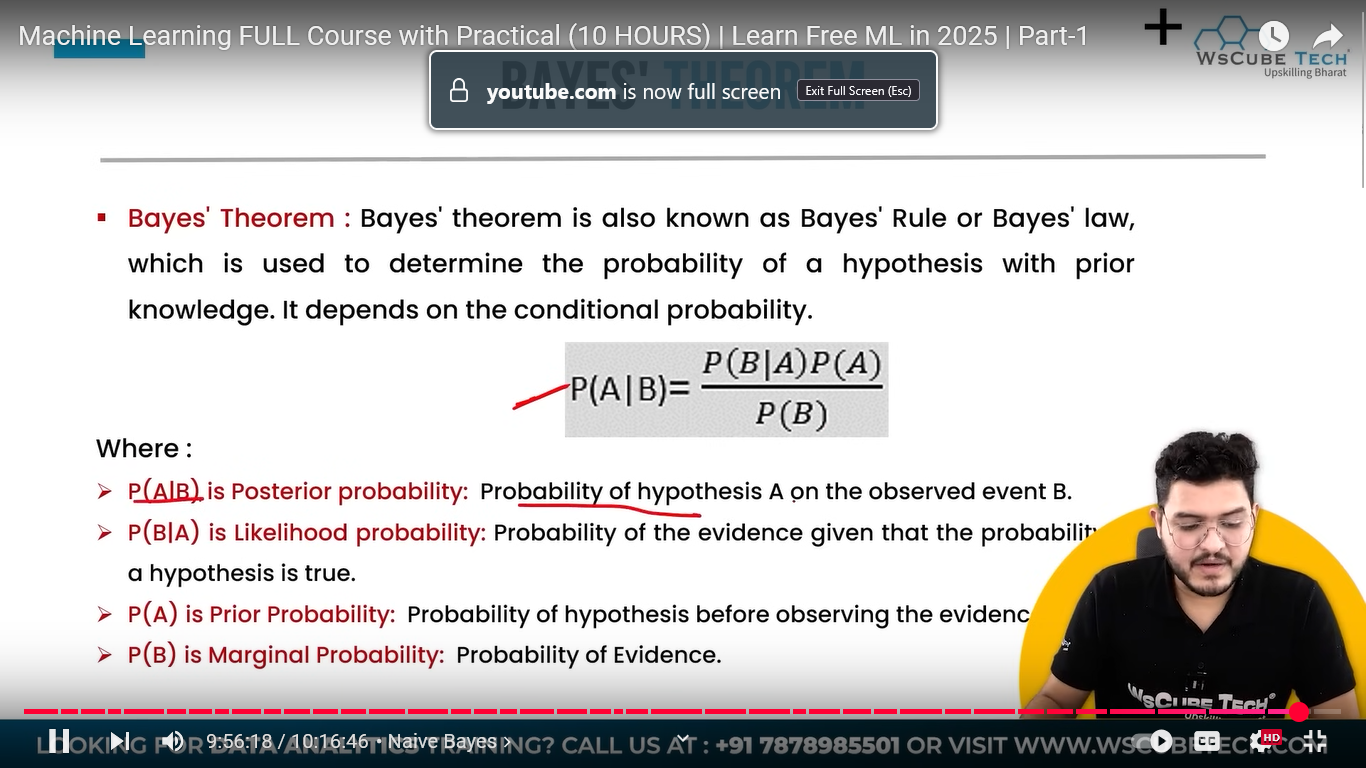 Machine Learning FULL Course with Practical (10 HOURS) | Learn Free ML in 2025 | Part-1
WsCube Tech®
Upskilling Bharat
BAYES' THEOREM
youtube.com is now full screen
Exit Full Screen (Esc)
Bayes' Theorem : Bayes' theorem is also known as Bayes' Rule or Bayes' law,
which is used to determine the probability of a hypothesis with prior
knowledge. It depends on the conditional probability.
P(A|B)= P(B|A)P(A)
P(B)
Where :
P(A|B) is Posterior probability: Probability of hypothesis A on the observed event B.
P(B|A) is Likelihood probability: Probability of the evidence given that the probability
a hypothesis is true.
P(A) is Prior Probability: Probability of hypothesis before observing the evidenc
P(B) is Marginal Probability: Probability of Evidence.
WsCube Tech®
9:56:18 / 10:16:46 • Naive Bayes ›
CC
HD
LOOKING FOR DATA ANALYTICS TRAINING? CALL US AT : +91 7878985501 OR VISIT WWW.WSCUBETECH.COM